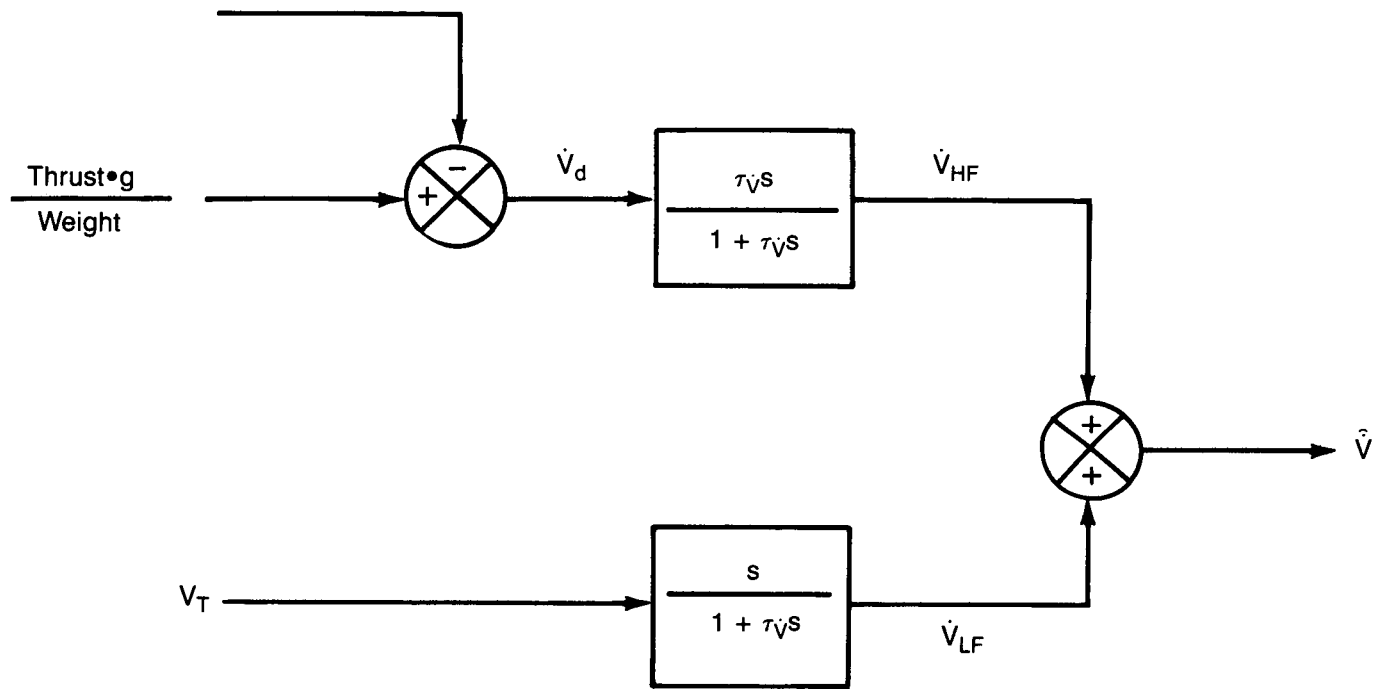 Thrust•g
Weight
+
−
V̇d
τV̇s
1 + τV̇s
V̇HF
+
+
V̇̂
VT
s
1 + τV̇s
V̇LF